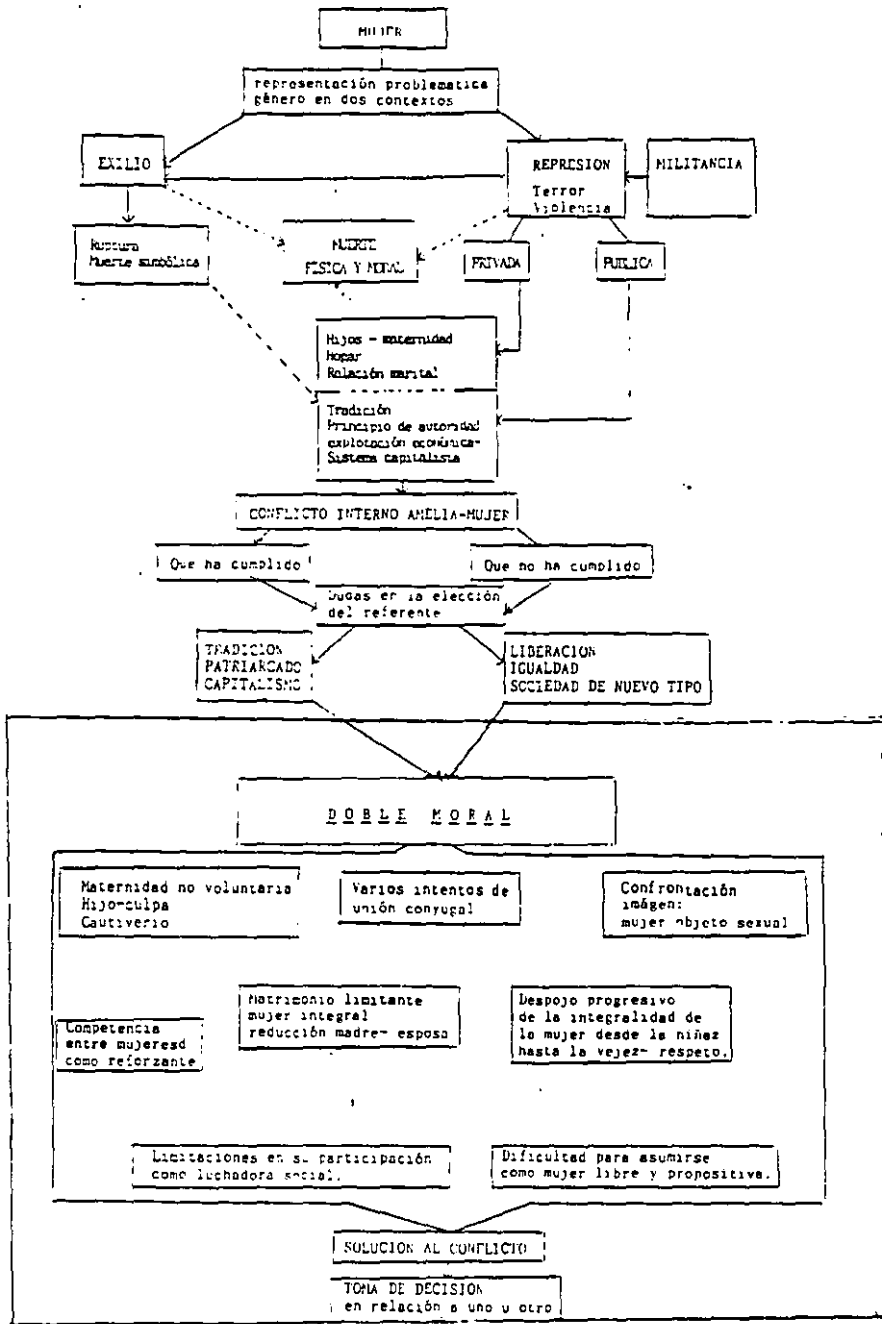 MUJER
representación problematica
género en dos contextos
EXILIO
REPRESION
Terror
Violencia
MILITANCIA
Ruptura
Muerte simbólica
MUERTE
FISICA Y MORAL
PRIVADA
PUBLICA
Hijos - maternidad
Hogar
Relación marital
Tradición
Principio de autoridad
explotación económica-
Sistema capitalista
CONFLICTO INTERNO AMELIA-MUJER
Que ha cumplido
Que no ha cumplido
Dudas en la elección
del referente
TRADICION
PATRIARCADO
CAPITALISMO
LIBERACION
IGUALDAD
SOCIEDAD DE NUEVO TIPO
DOBLE MORAL
Maternidad no voluntaria
Hijo-culpa
Cautiverio
Varios intentos de
unión conyugal
Confrontación
imágen:
mujer objeto sexual
Matrimonio limitante
mujer integral
reducción madre- esposa
Despojo progresivo
de la integralidad de
la mujer desde la niñez
hasta la vejez- respeto.
Competencia
entre mujeresd
como reforzante
Limitaciones en su participación
como luchadora social.
Dificultad para asumirse
como mujer libre y propositiva.
SOLUCION AL CONFLICTO
TOMA DE DECISION
en relación a uno u otro